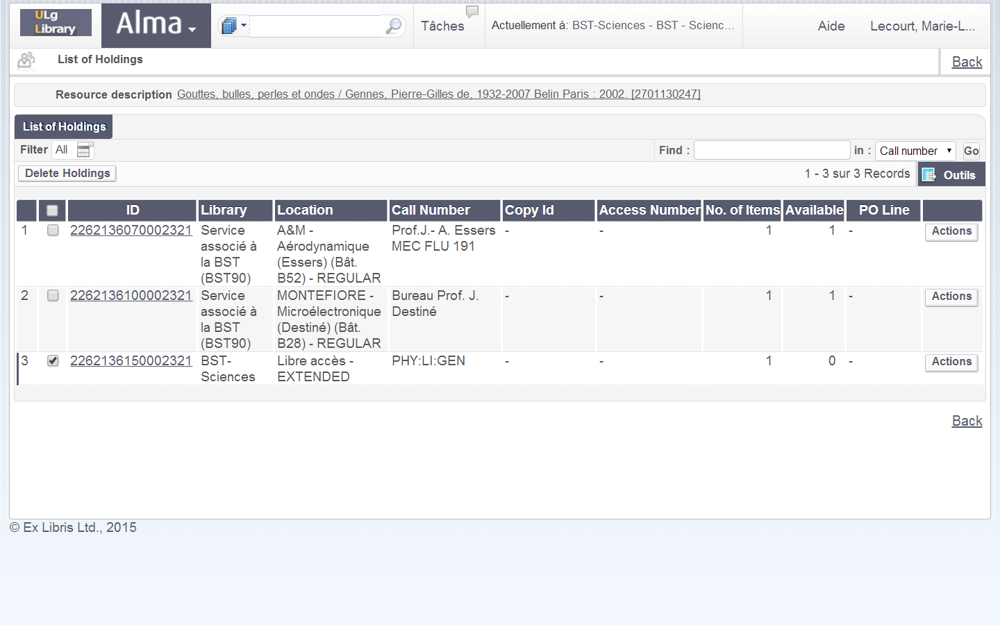 ULg Library
Alma
Tâches
Actuellement à: BST-Sciences - BST - Scienc...
Aide
Lecourt, Marie-L...
List of Holdings
Back
Resource description Gouttes, bulles, perles et ondes / Gennes, Pierre-Gilles de, 1932-2007 Belin Paris : 2002. [2701130247]
List of Holdings
Filter All
Find : in : Call number Go
Delete Holdings
1 - 3 sur 3 Records
Outils
ID Library Location Call Number Copy Id Access Number No. of Items Available PO Line
1 2262136070002321 Service A&M - Prof.J.- A. Essers - - 1 1 - Actions
associé à Aérodynamique MEC FLU 191
la BST (Essers) (Bât.
(BST90) B52) - REGULAR
2 2262136100002321 Service MONTEFIORE - Bureau Prof. J. - - 1 1 - Actions
associé à Microélectronique Destiné
la BST (Destiné) (Bât.
(BST90) B28) - REGULAR
3 2262136150002321 BST- Libre accès - PHY:LI:GEN - - 1 0 - Actions
Sciences EXTENDED
Back
© Ex Libris Ltd., 2015